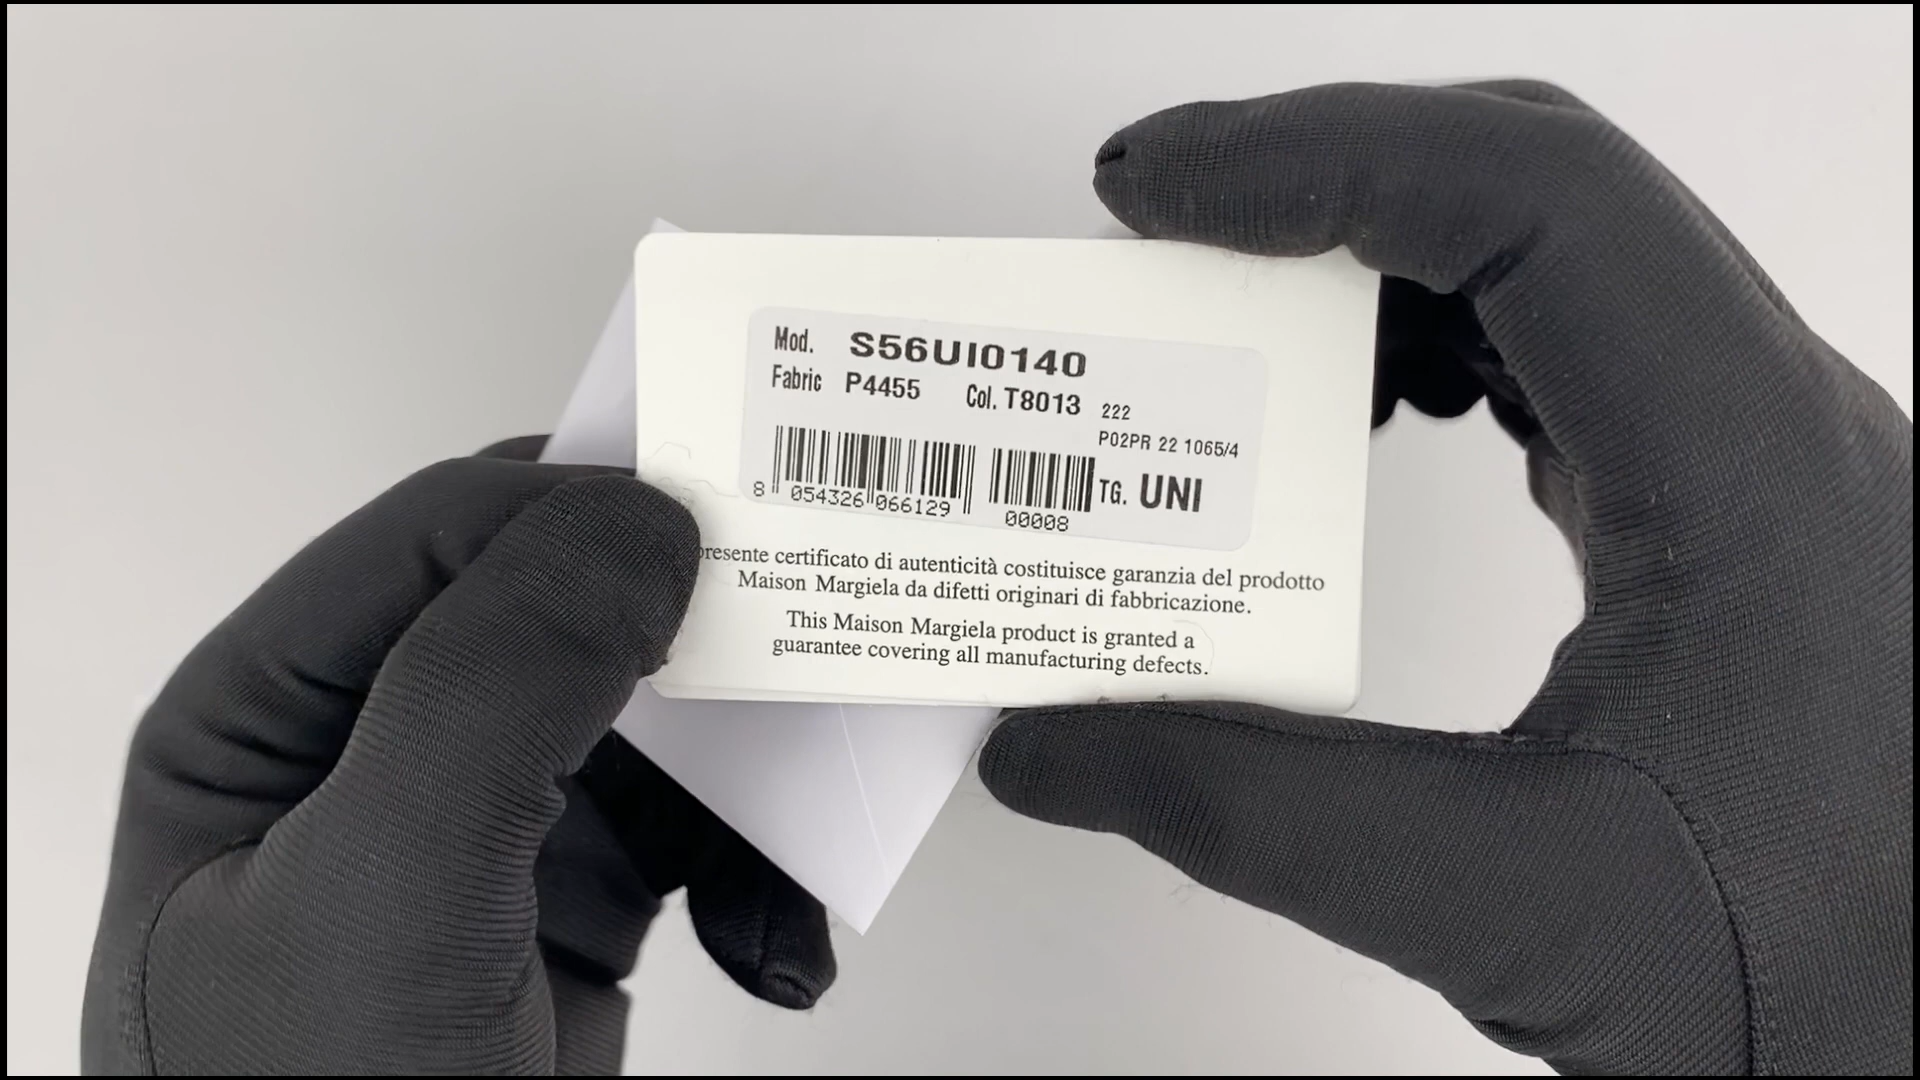 Mod. S56UI0140
Fabric P4455 Col. T8013 222
P02PR 22 1065/4
TG. UNI
8 054326 066129 00008
presente certificato di autenticità costituisce garanzia del prodotto
Maison Margiela da difetti originari di fabbricazione.
This Maison Margiela product is granted a
guarantee covering all manufacturing defects.